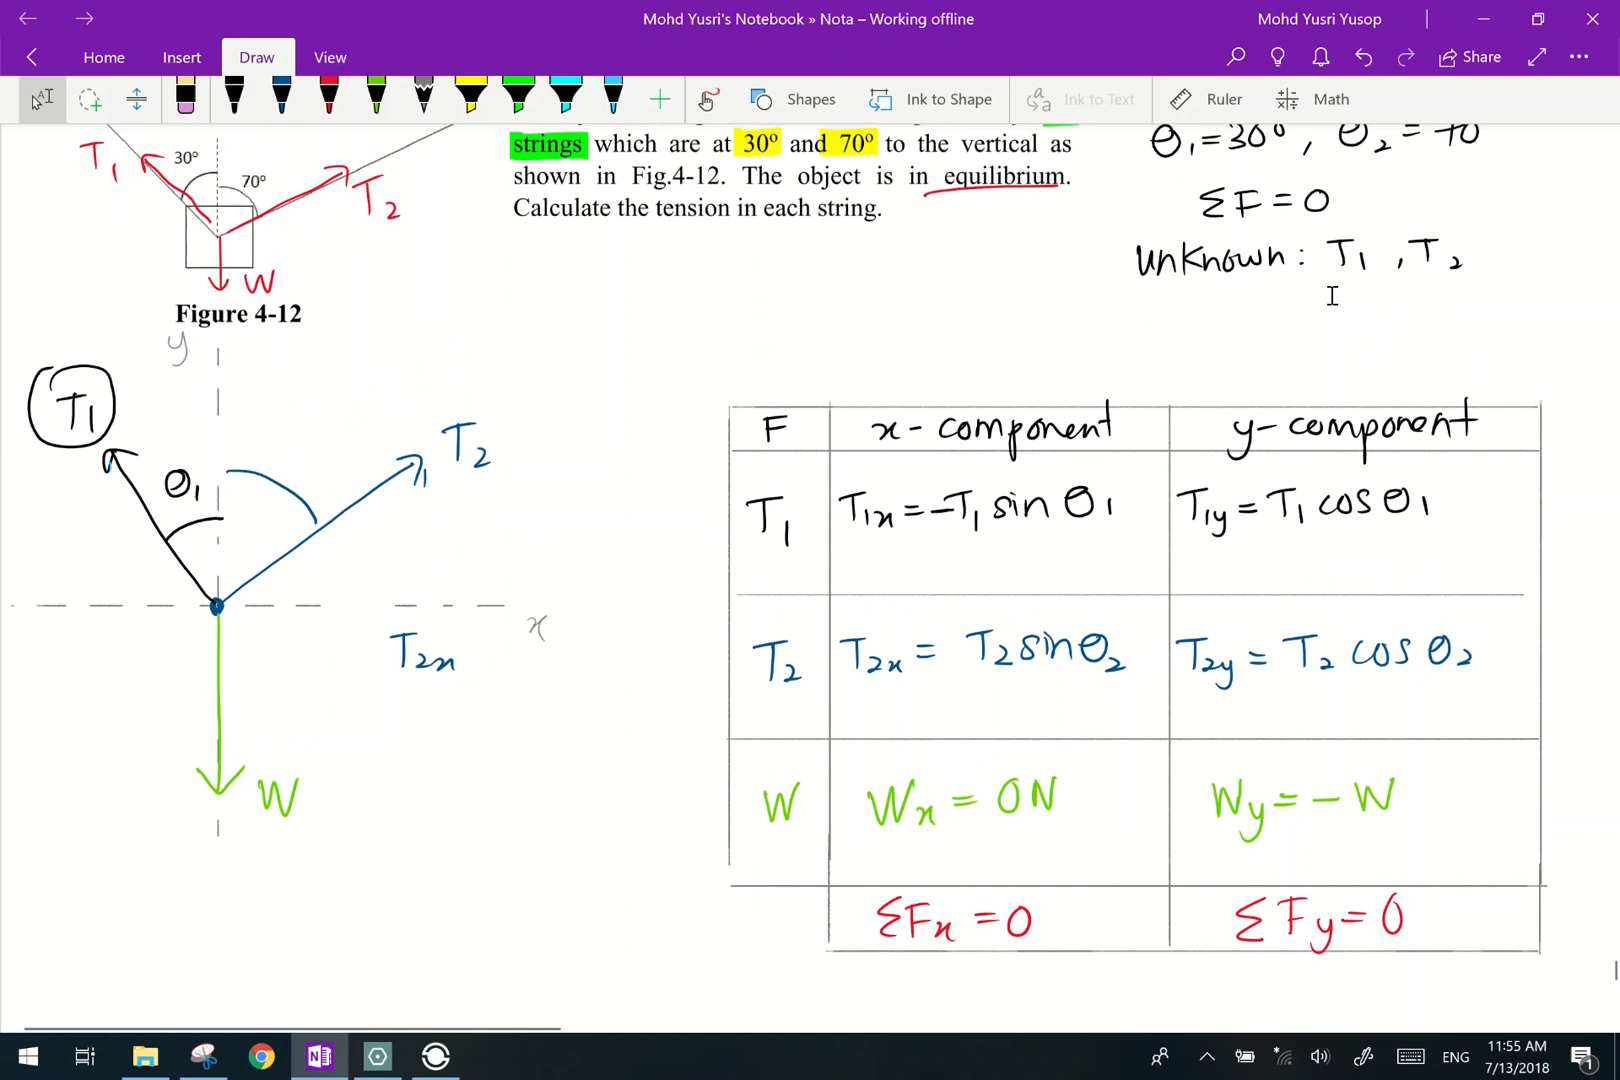 Mohd Yusri's Notebook » Nota – Working offline
Mohd Yusri Yusop
Home Insert Draw View
Share
Shapes
Ink to Shape
Ink to Text
Ruler
Math
strings which are at 30º and 70º to the vertical as
shown in Fig.4-12. The object is in equilibrium.
Calculate the tension in each string.
T1
30°
70°
T2
W
Figure 4-12
θ1 = 30°, θ2 = 70
ΣF = 0
Unknown: T1, T2
y
T1
θ1
T2
x
T2x
W
F x-component y-component
T1 T1x = -T1 sin θ1 T1y = T1 cos θ1
T2 T2x = T2 sin θ2 T2y = T2 cos θ2
W Wx = 0N Wy = - W
ΣFx = 0 ΣFy = 0
ENG
11:55 AM
7/13/2018
1